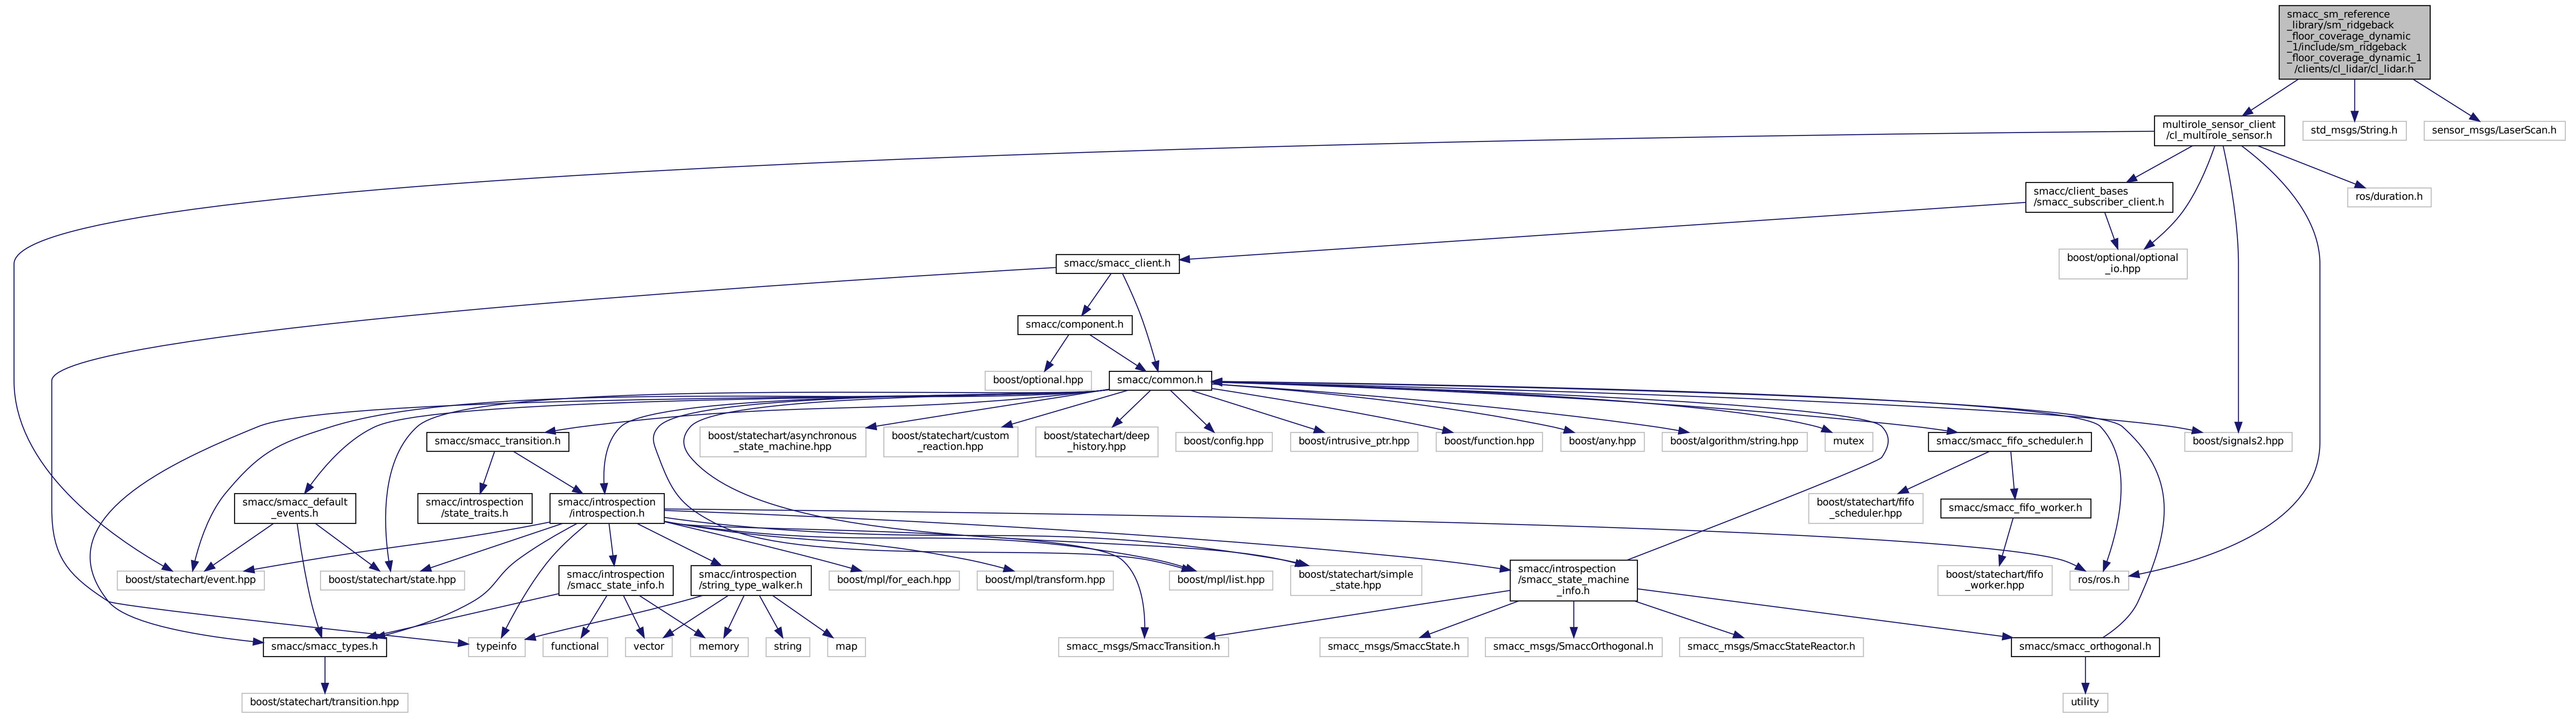 smacc_sm_reference
_library/sm_ridgeback
_floor_coverage_dynamic
_1/include/sm_ridgeback
_floor_coverage_dynamic_1
/clients/cl_lidar/cl_lidar.h
multirole_sensor_client
/cl_multirole_sensor.h
std_msgs/String.h
sensor_msgs/LaserScan.h
smacc/client_bases
/smacc_subscriber_client.h
ros/duration.h
smacc/smacc_client.h
boost/optional/optional
_io.hpp
smacc/component.h
boost/optional.hpp
smacc/common.h
smacc/smacc_transition.h
boost/statechart/asynchronous
_state_machine.hpp
boost/statechart/custom
_reaction.hpp
boost/statechart/deep
_history.hpp
boost/config.hpp
boost/intrusive_ptr.hpp
boost/function.hpp
boost/any.hpp
boost/algorithm/string.hpp
mutex
smacc/smacc_fifo_scheduler.h
boost/signals2.hpp
smacc/smacc_default
_events.h
smacc/introspection
/state_traits.h
smacc/introspection
/introspection.h
boost/statechart/fifo
_scheduler.hpp
smacc/smacc_fifo_worker.h
boost/statechart/event.hpp
boost/statechart/state.hpp
smacc/introspection
/smacc_state_info.h
smacc/introspection
/string_type_walker.h
boost/mpl/for_each.hpp
boost/mpl/transform.hpp
boost/mpl/list.hpp
boost/statechart/simple
_state.hpp
smacc/introspection
/smacc_state_machine
_info.h
boost/statechart/fifo
_worker.hpp
ros/ros.h
smacc/smacc_types.h
typeinfo
functional
vector
memory
string
map
smacc_msgs/SmaccTransition.h
smacc_msgs/SmaccState.h
smacc_msgs/SmaccOrthogonal.h
smacc_msgs/SmaccStateReactor.h
smacc/smacc_orthogonal.h
boost/statechart/transition.hpp
utility